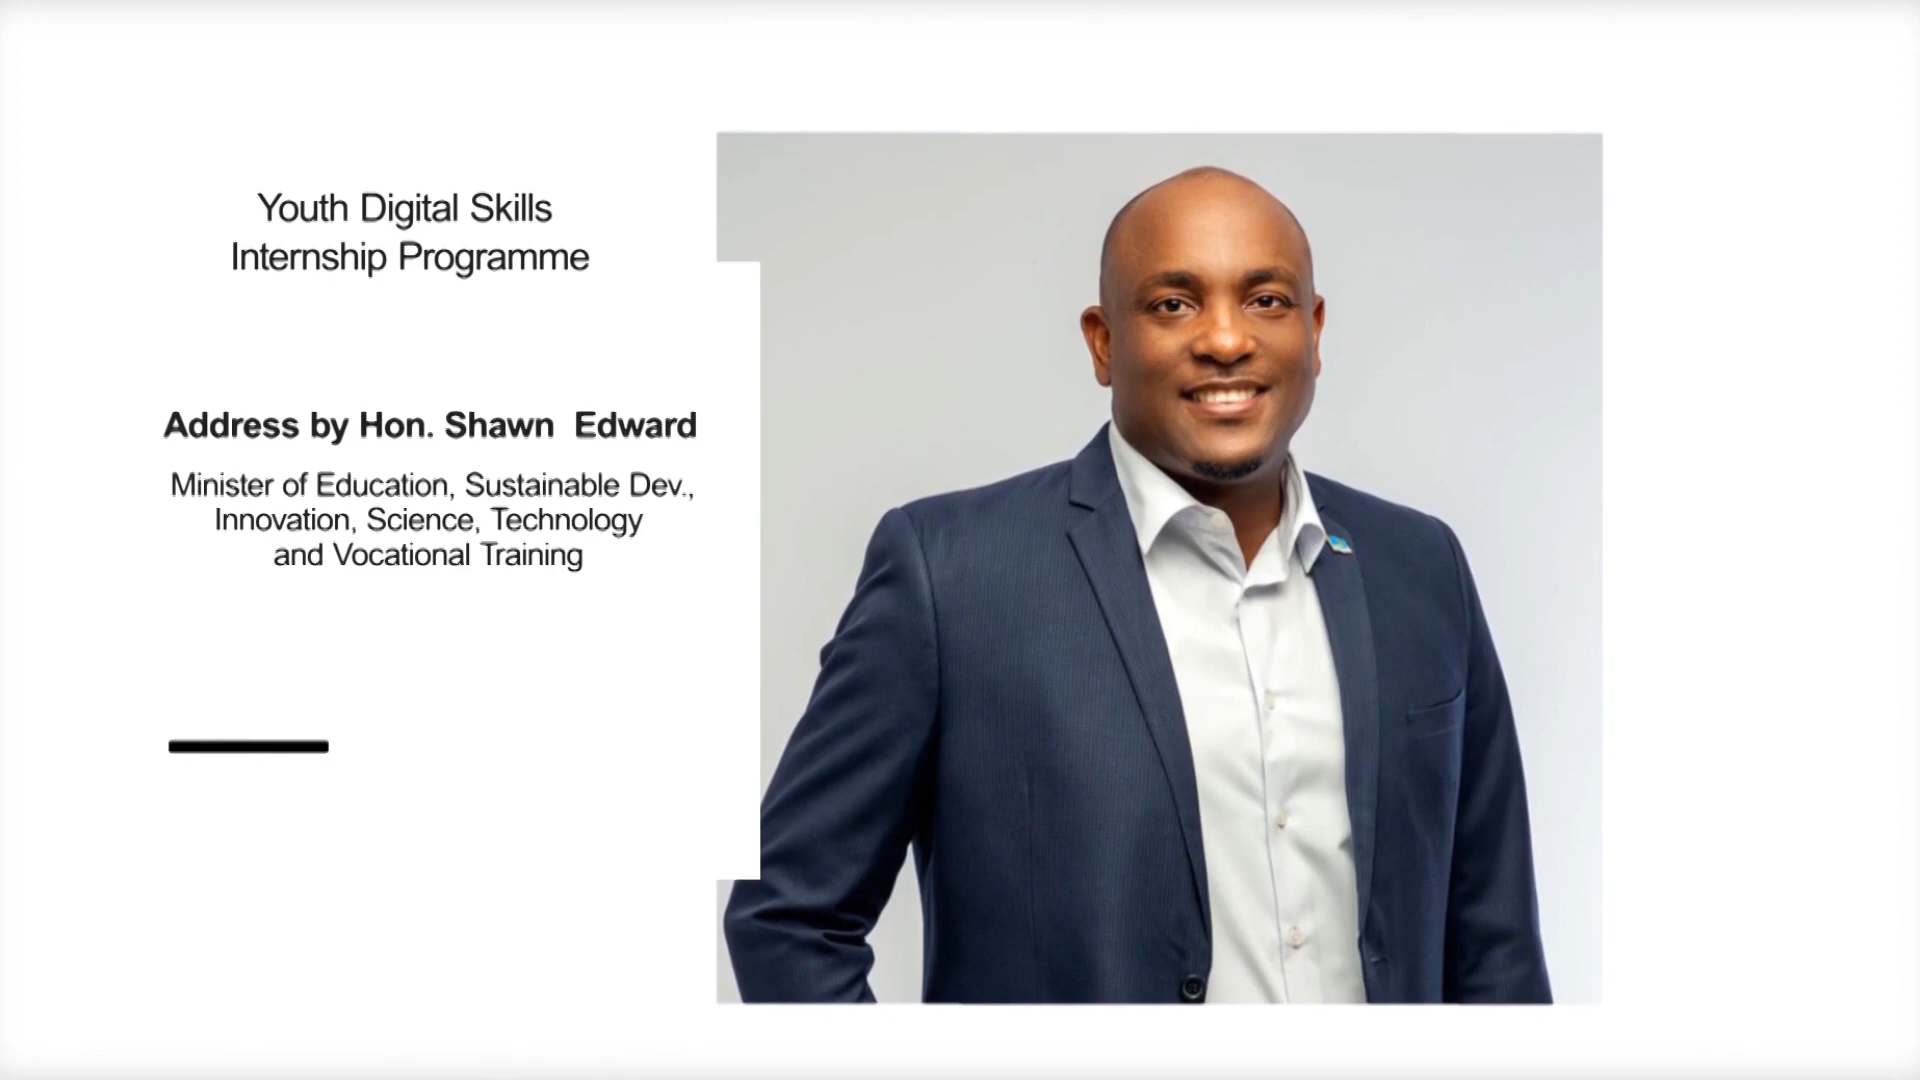 Youth Digital Skills
Internship Programme
Address by Hon. Shawn  Edward
Minister of Education, Sustainable Dev.,
Innovation, Science, Technology
and Vocational Training